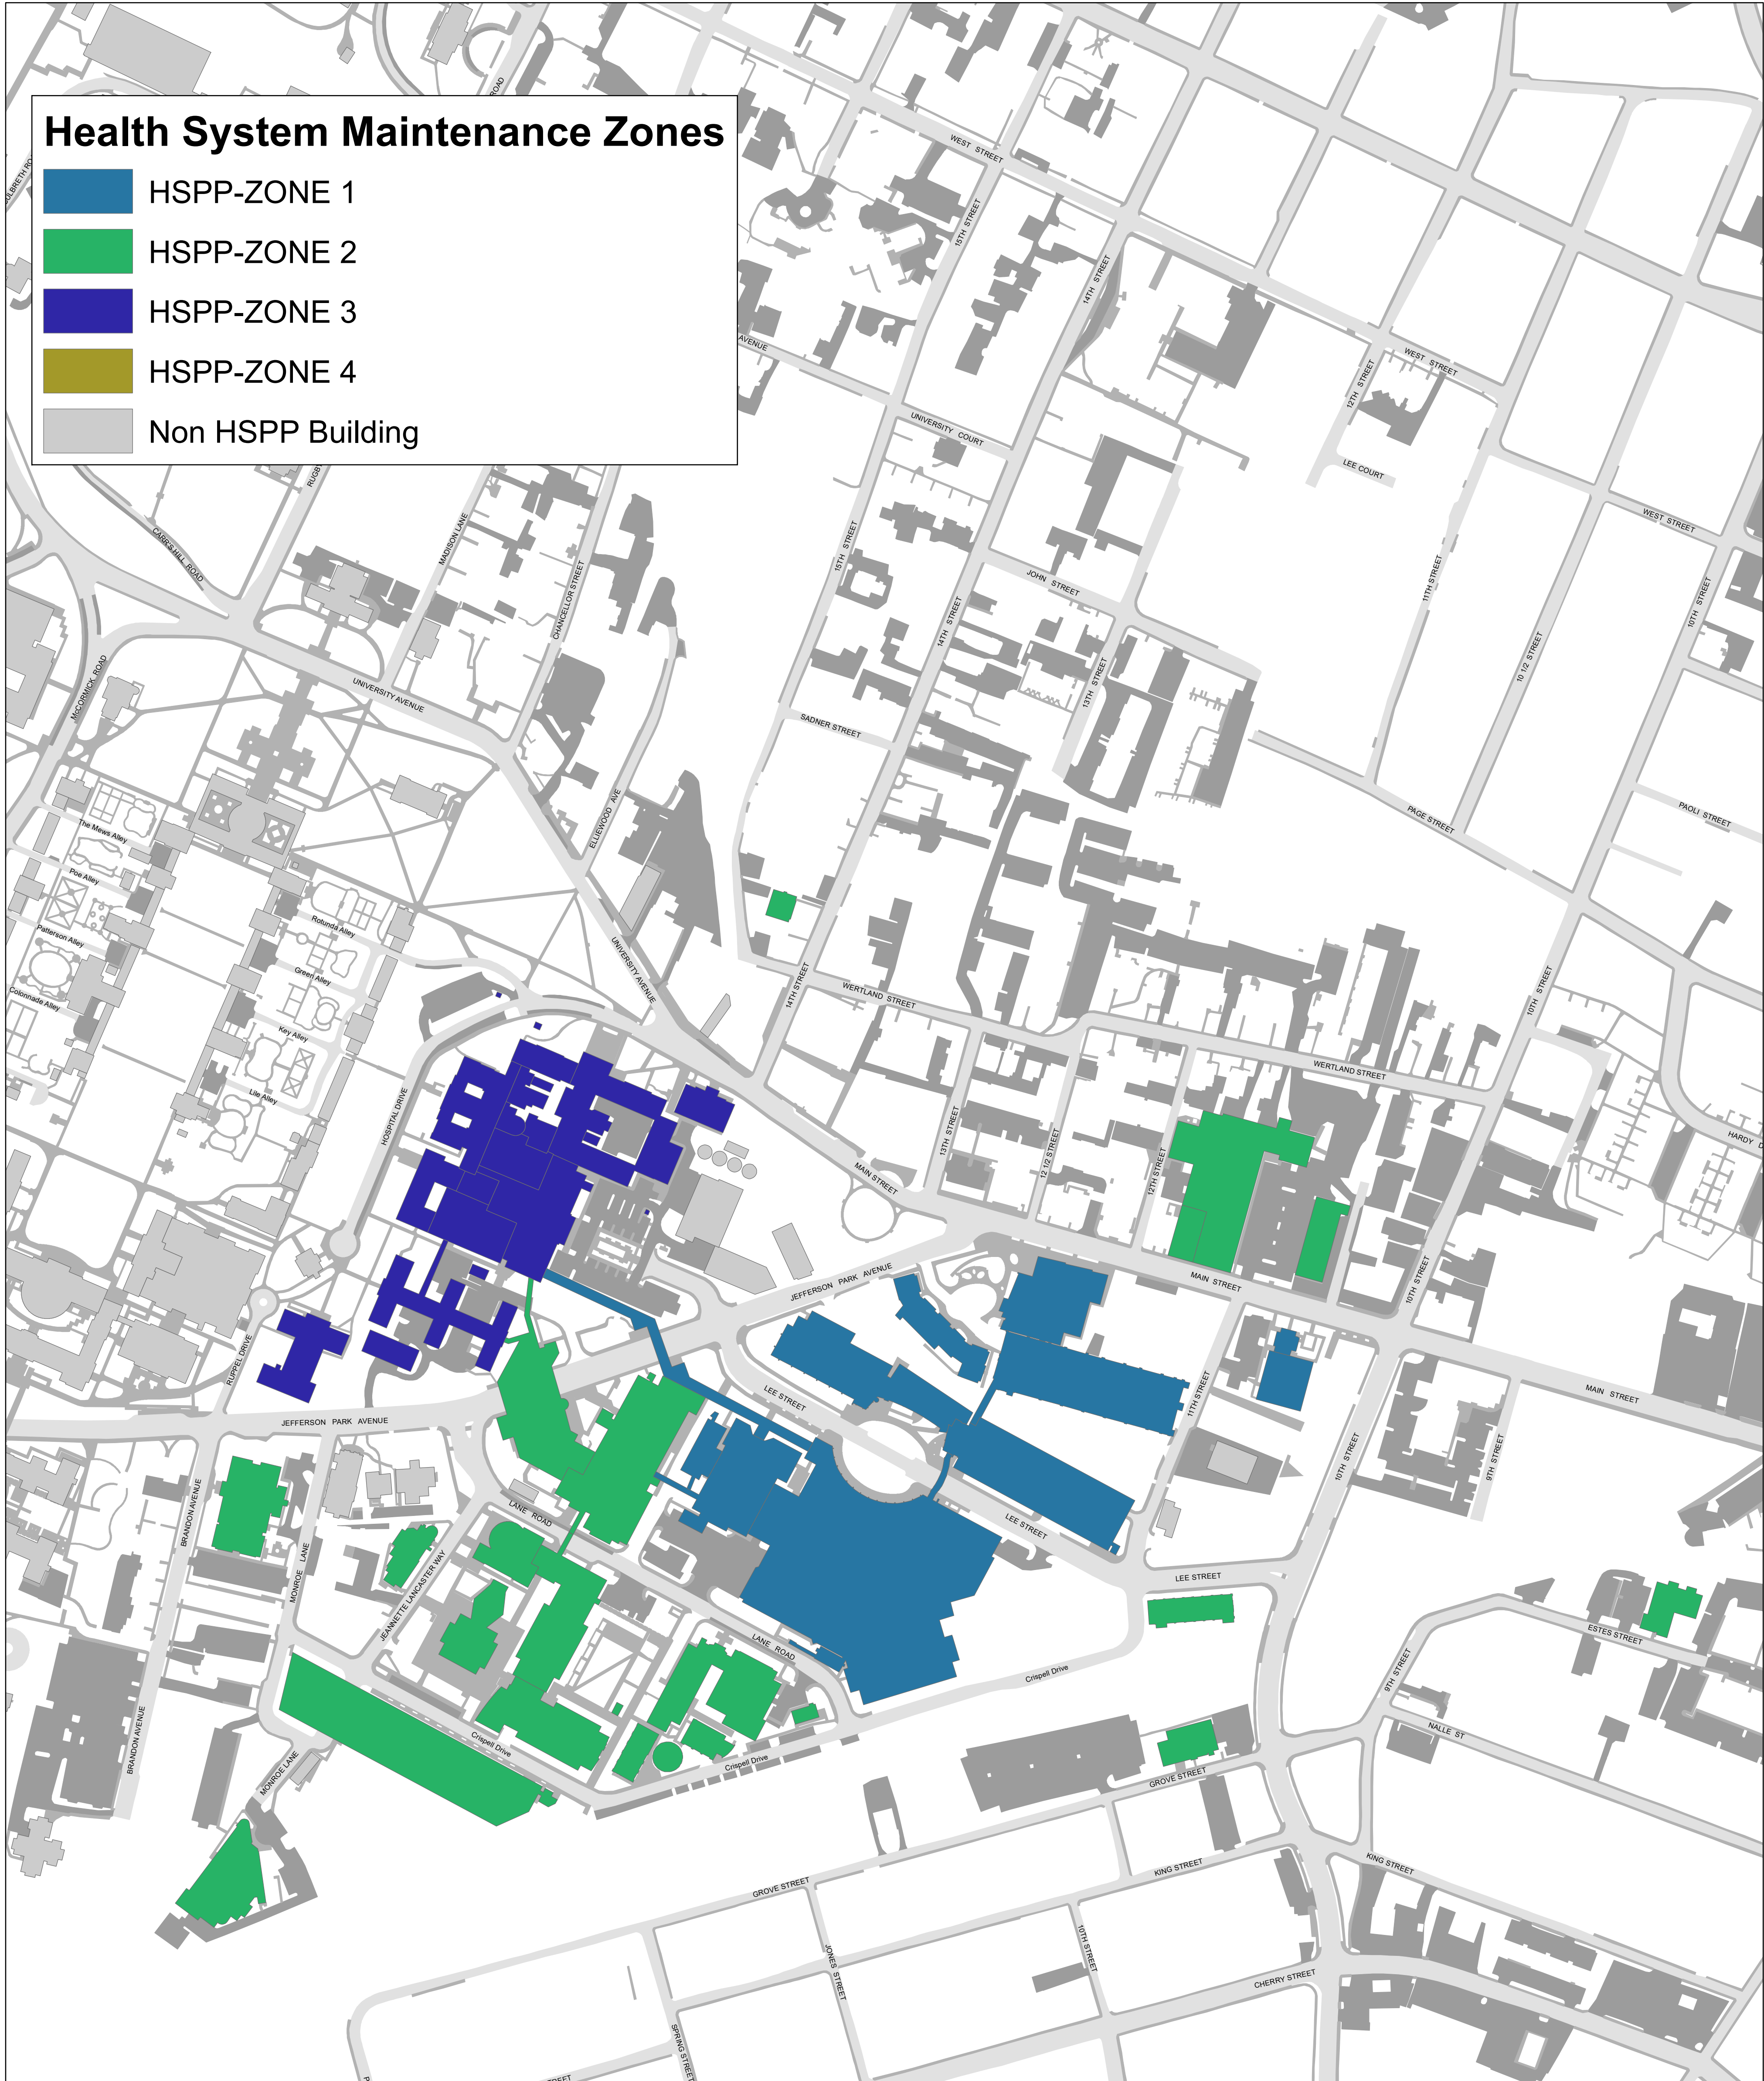 ROAD
Health System Maintenance Zones
HSPP-ZONE 1
HSPP-ZONE 2
HSPP-ZONE 3
HSPP-ZONE 4
Non HSPP Building
WEST STREET
15TH STREET
14TH STREET
AVENUE
WEST STREET
12TH STREET
UNIVERSITY COURT
LEE COURT
RUGBY
WEST STREET
MADISON LANE
CARR'S HILL ROAD
15TH STREET
CHANCELLOR STREET
JOHN STREET
11TH STREET
10TH STREET
14TH STREET
10 1/2 STREET
13TH STREET
McCORMICK ROAD
UNIVERSITY AVENUE
SADNER STREET
PAGE STREET
PAOLI STREET
ELLIEWOOD AVE
The Mews Alley
Poe Alley
Rotunda Alley
Patterson Alley
Green Alley
UNIVERSITY AVENUE
14TH STREET
WERTLAND STREET
10TH STREET
Colonnade Alley
Key Alley
WERTLAND STREET
Lile Alley
HOSPITAL DRIVE
13TH STREET
12 1/2 STREET
12TH STREET
HARDY D
MAIN STREET
JEFFERSON PARK AVENUE
MAIN STREET
10TH STREET
RUPPEL DRIVE
LEE STREET
11TH STREET
MAIN STREET
JEFFERSON PARK AVENUE
10TH STREET
9TH STREET
BRANDON AVENUE
LANE ROAD
LEE STREET
MONROE LANE
JEANNETTE LANCASTER WAY
LEE STREET
ESTES STREET
LANE ROAD
Crispell Drive
9TH STREET
BRANDON AVENUE
Crispell Drive
NALLE ST
Crispell Drive
MONROE LANE
GROVE STREET
KING STREET
KING STREET
GROVE STREET
JONES STREET
10TH STREET
CHERRY STREET
SPRING STREET